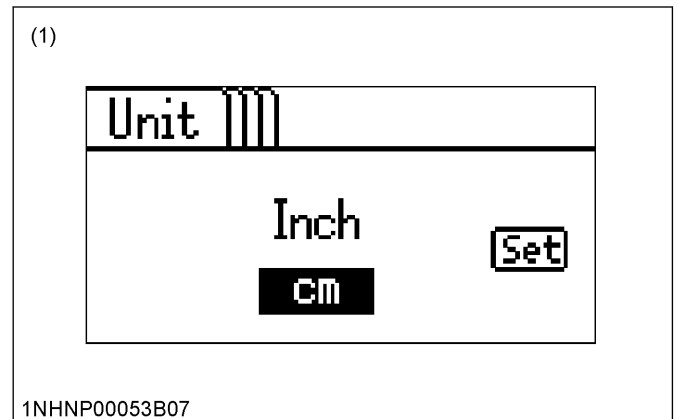 (1)
Unit
Inch
Set
cm
1NHNP00053B07